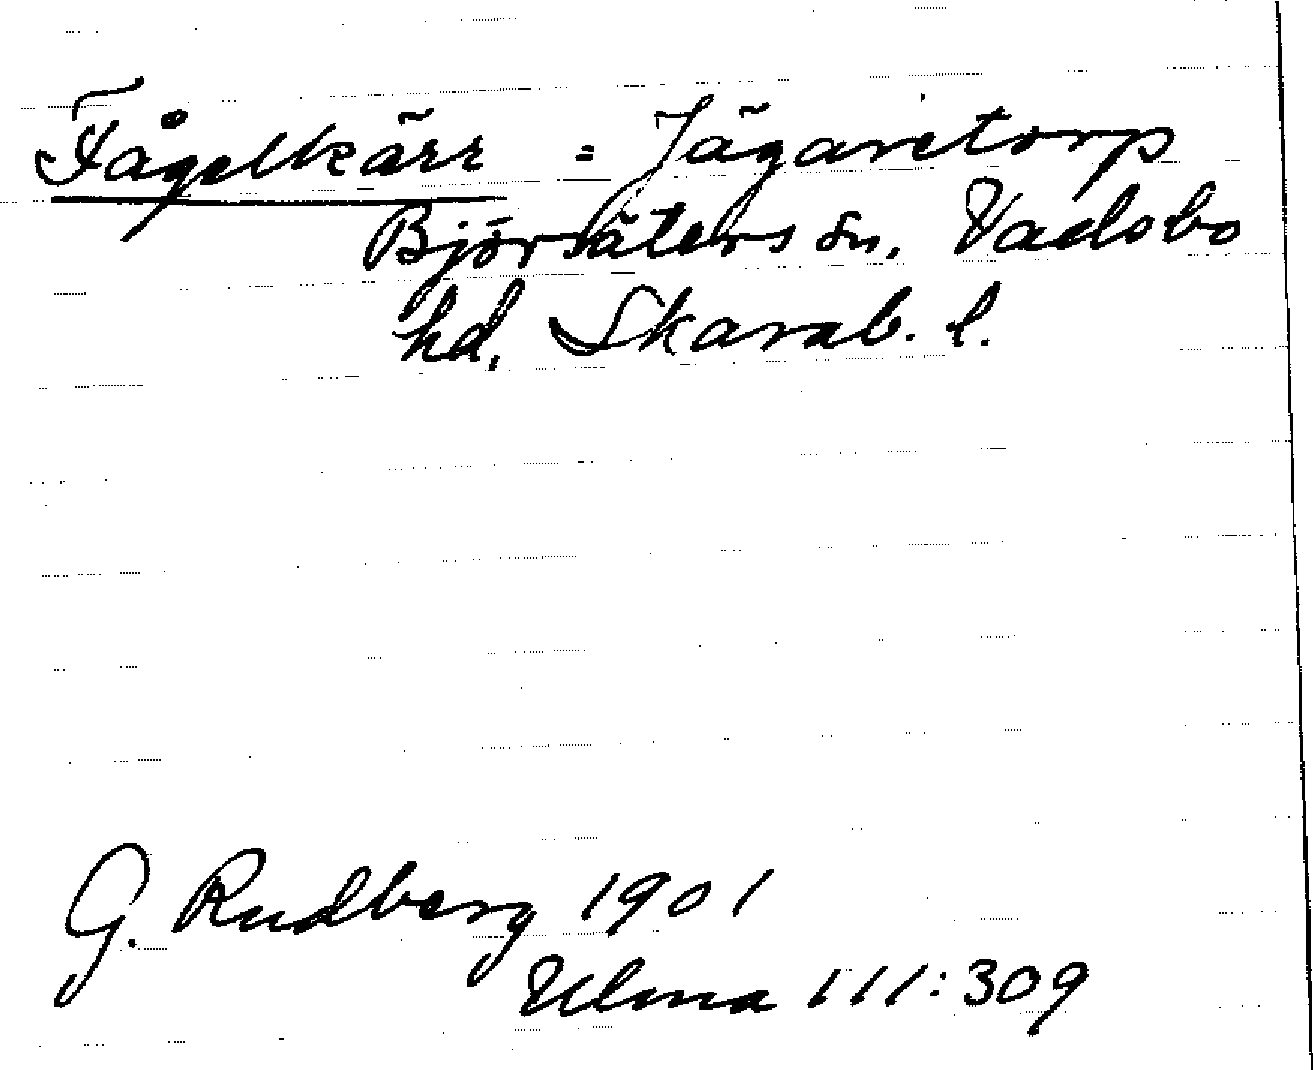 Fågelkärr = Jägaretorp
Björsäters sn, Vadsbo
hd, Skarab. l.
G. Rudberg 1901
Ulma 111:309